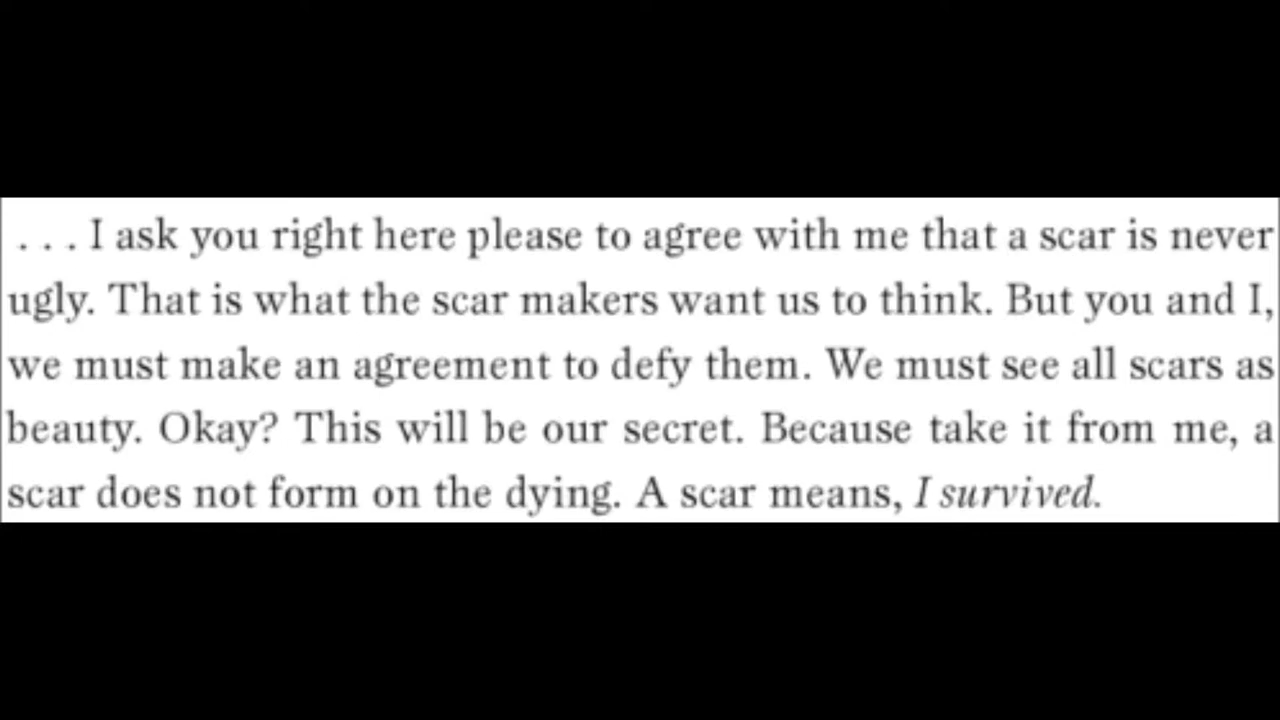 . . . I ask you right here please to agree with me that a scar is never
ugly. That is what the scar makers want us to think. But you and I,
we must make an agreement to defy them. We must see all scars as
beauty. Okay? This will be our secret. Because take it from me, a
scar does not form on the dying. A scar means, I survived.